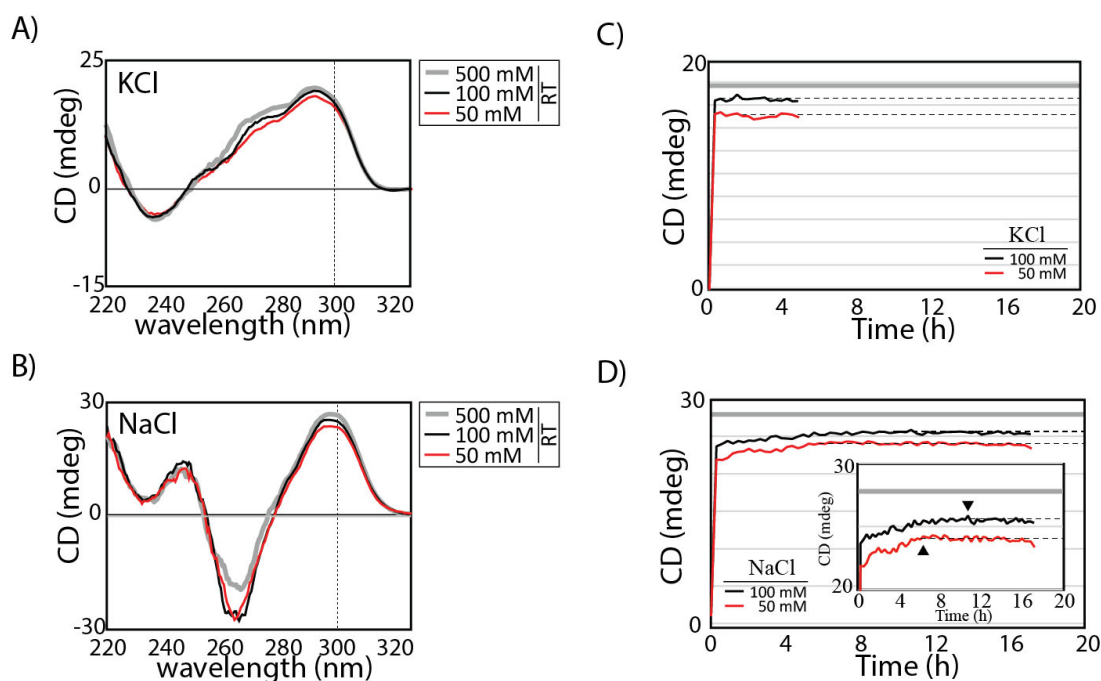 A)
25
KCl
0
-15
CD (mdeg)
220 240 260 280 300 320
wavelength (nm)
500 mM
100 mM
50 mM
RT
C)
20
0
CD (mdeg)
KCl
100 mM
50 mM
0 4 8 12 16 20
Time (h)
B)
30
NaCl
0
-30
CD (mdeg)
220 240 260 280 300 320
wavelength (nm)
500 mM
100 mM
50 mM
RT
D)
30
0
CD (mdeg)
NaCl
100 mM
50 mM
30
20
CD (mdeg)
0 4 8 12 16 20
Time (h)
0 4 8 12 16 20
Time (h)